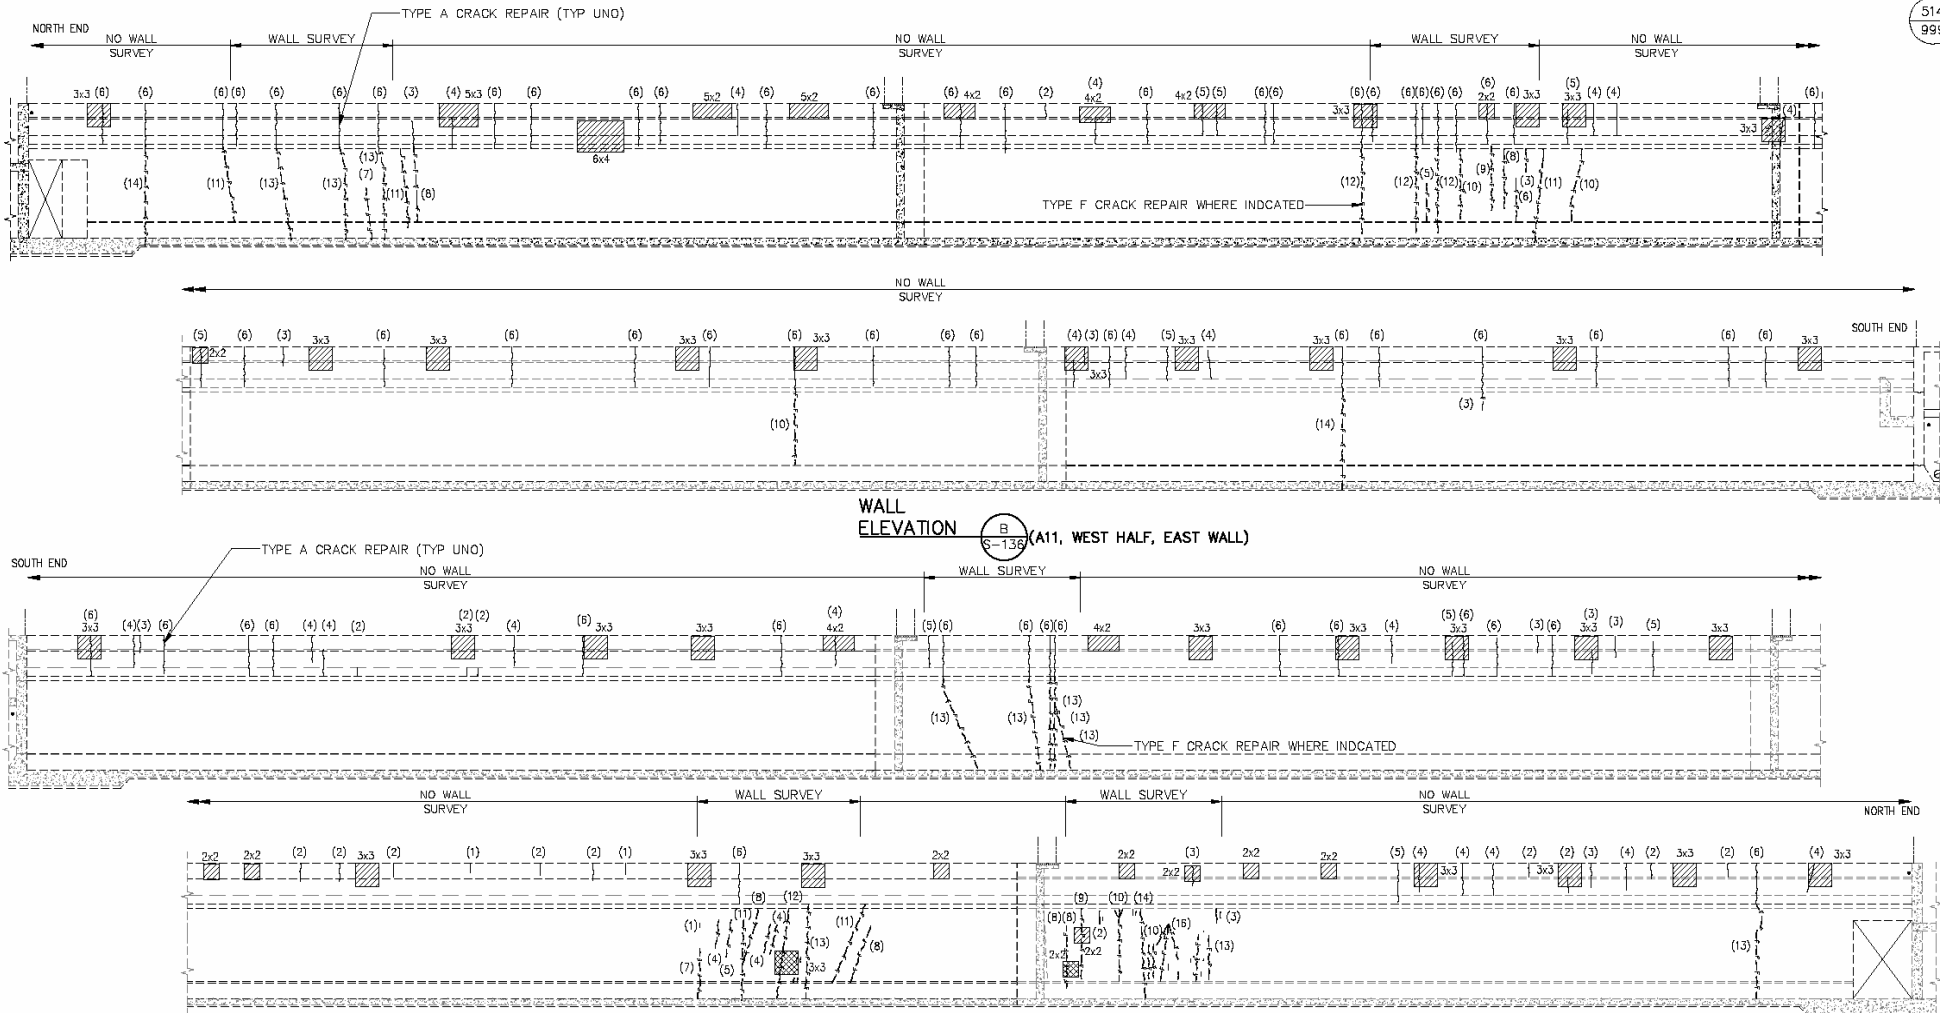 TYPE A CRACK REPAIR (TYP UNO)
514
999
NORTH END
NO WALL
SURVEY
WALL SURVEY
NO WALL
SURVEY
WALL SURVEY
NO WALL
SURVEY
3x3 (6) (6) (6) (6) (6) (6) (6) (3) (4) 5x3 (6) (6) (6) (6) 5x2 (4) (6) 5x2 (6) (6) 4x2 (6) (2) (4) (6) 4x2 (5) (5) (6) (6) (6) (6) (6) (6) (6) (6) (6) (6) 3x3 (5) (4) (4) (6)
4x2
3x3
2x2
3x3
3x3
(4)
6x4
(14) (11) (13) (13) (13) (7) (11) (8) (12) (12) (5) (12) (10) (9) (8) (3) (6) (11) (10)
TYPE F CRACK REPAIR WHERE INDCATED
NO WALL
SURVEY
SOUTH END
(5) (6) (3) 3x3 (6) 3x3 (6) (6) 3x3 (6) (6) 3x3 (6) (6) (6) (4) (3) (6) (4) (5) 3x3 (4) 3x3 (6) (6) (6) 3x3 (6) (6) (6) 3x3
2x2
3x3
(10)
(14)
(3)
WALL
ELEVATION
B
S-136
(A11, WEST HALF, EAST WALL)
TYPE A CRACK REPAIR (TYP UNO)
SOUTH END
NO WALL
SURVEY
WALL SURVEY
NO WALL
SURVEY
(6) (4) (3) (6) (6) (6) (4) (4) (2) (2) (2) (4) (6) 3x3 3x3 (6) (4) (5) (6) (6) (6) (6) 4x2 3x3 (6) (6) 3x3 (4) (5) (6) (6) (3) (6) (3) (3) (5) 3x3
3x3
3x3
4x2
3x3
3x3
(13) (13) (13) (13) (13)
TYPE F CRACK REPAIR WHERE INDCATED
NO WALL
SURVEY
WALL SURVEY
WALL SURVEY
NO WALL
SURVEY
NORTH END
2x2 2x2 (2) (2) 3x3 (2) (1) (2) (2) (1) 3x3 (6) 3x3 2x2 2x2 (3) 2x2 2x2 (5) (4) (4) (4) (2) (2) (3) (4) (2) 3x3 (2) (6) (4) 3x3
2x2
3x3
3x3
(1) (11) (8) (12) (4) (11) (13) (8) (4) (4) (5) (7) 3x3
(9) (10) (14) (8) (8) (2) (10) (16) (3) (13) 2x2 2x2
(13)